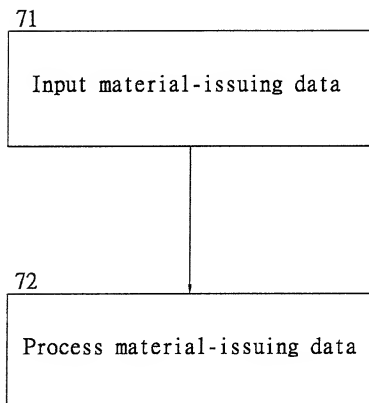 71
Input material-issuing data
72
Process material-issuing data